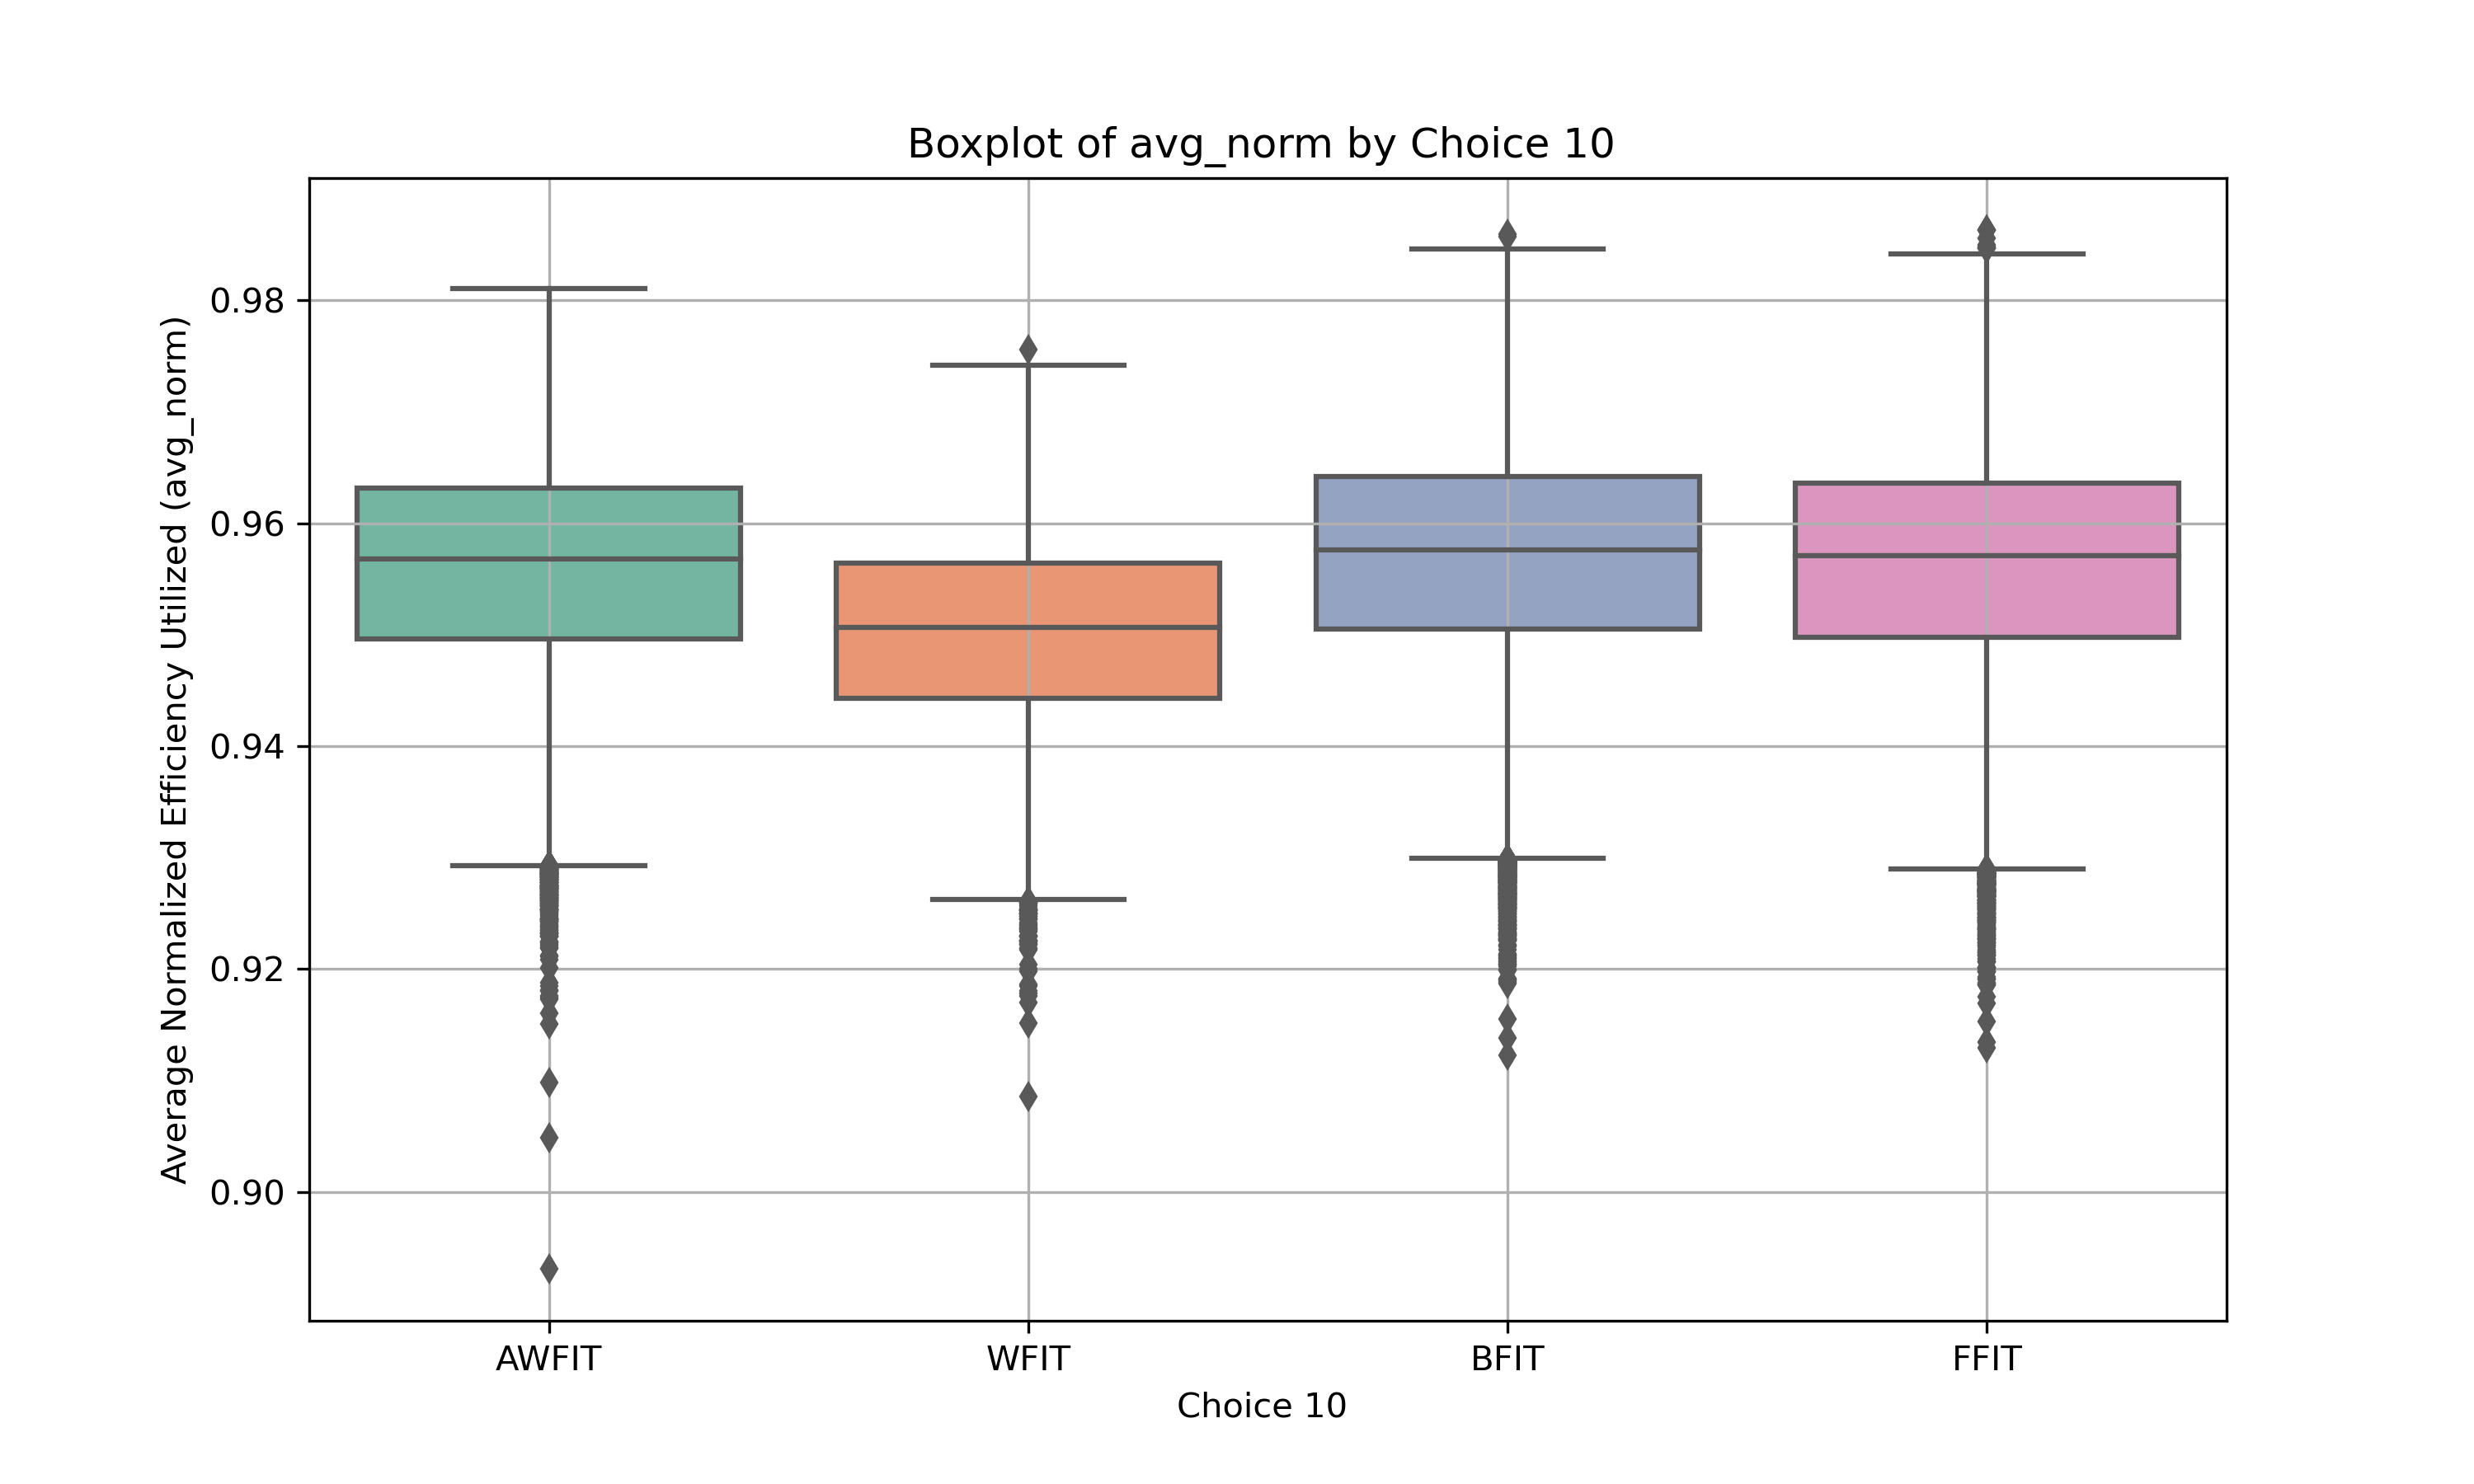 Boxplot of avg_norm by Choice 10
Average Normalized Efficiency Utilized (avg_norm)
0.98
0.96
0.94
0.92
0.90
AWFIT WFIT BFIT FFIT
Choice 10